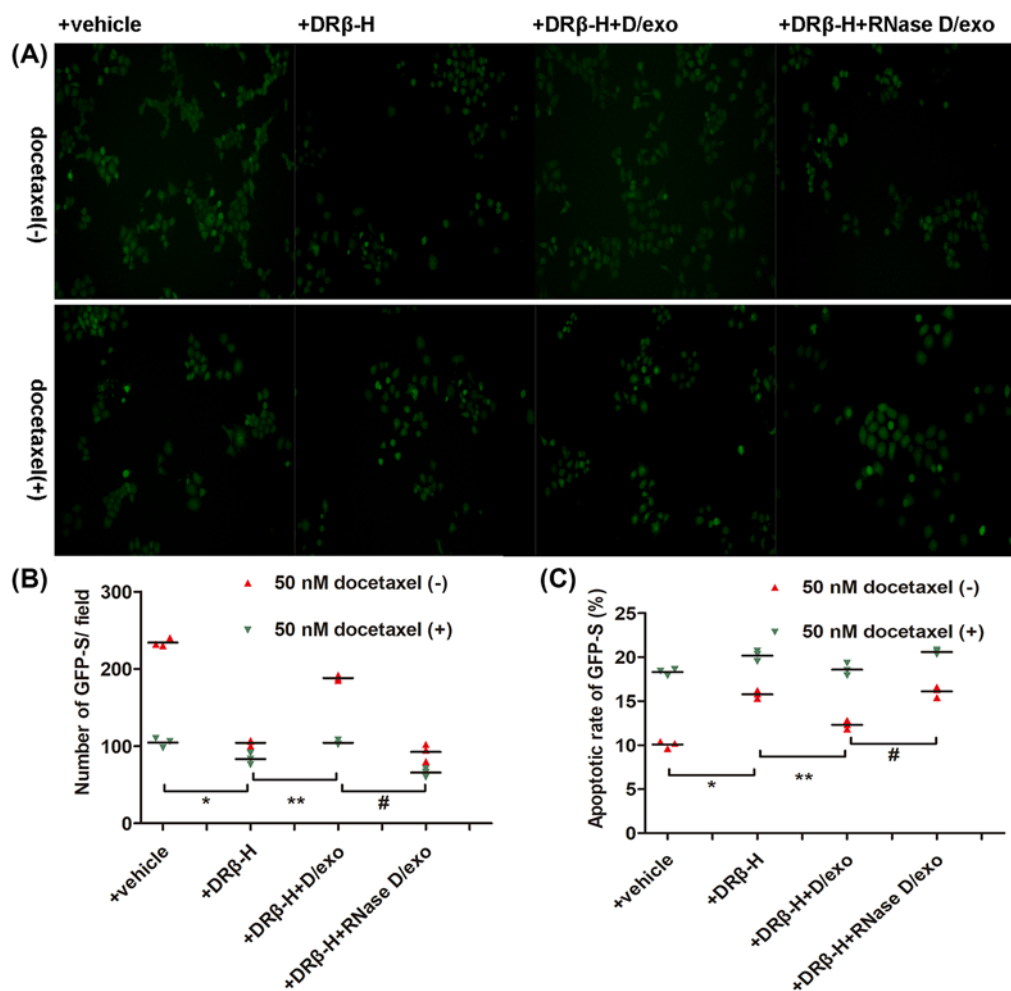 +vehicle +DRβ-H +DRβ-H+D/exo +DRβ-H+RNase D/exo
(A)
docetaxel(-)
docetaxel(+)
(B)
50 nM docetaxel (-)
50 nM docetaxel (+)
Number of GFP-S/ field
300
200
100
0
* ** #
+vehicle
+DRβ-H
+DRβ-H+D/exo
+DRβ-H+RNase D/exo
(C)
50 nM docetaxel (-)
50 nM docetaxel (+)
Apoptotic rate of GFP-S (%)
25
20
15
10
5
0
* ** #
+vehicle
+DRβ-H
+DRβ-H+D/exo
+DRβ-H+RNase D/exo